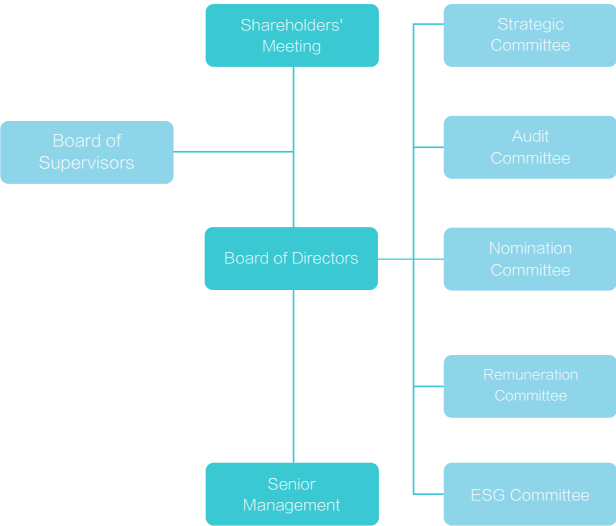 Shareholders'
Meeting
Strategic
Committee
Board of
Supervisors
Audit
Committee
Board of Directors
Nomination
Committee
Remuneration
Committee
Senior
Management
ESG Committee